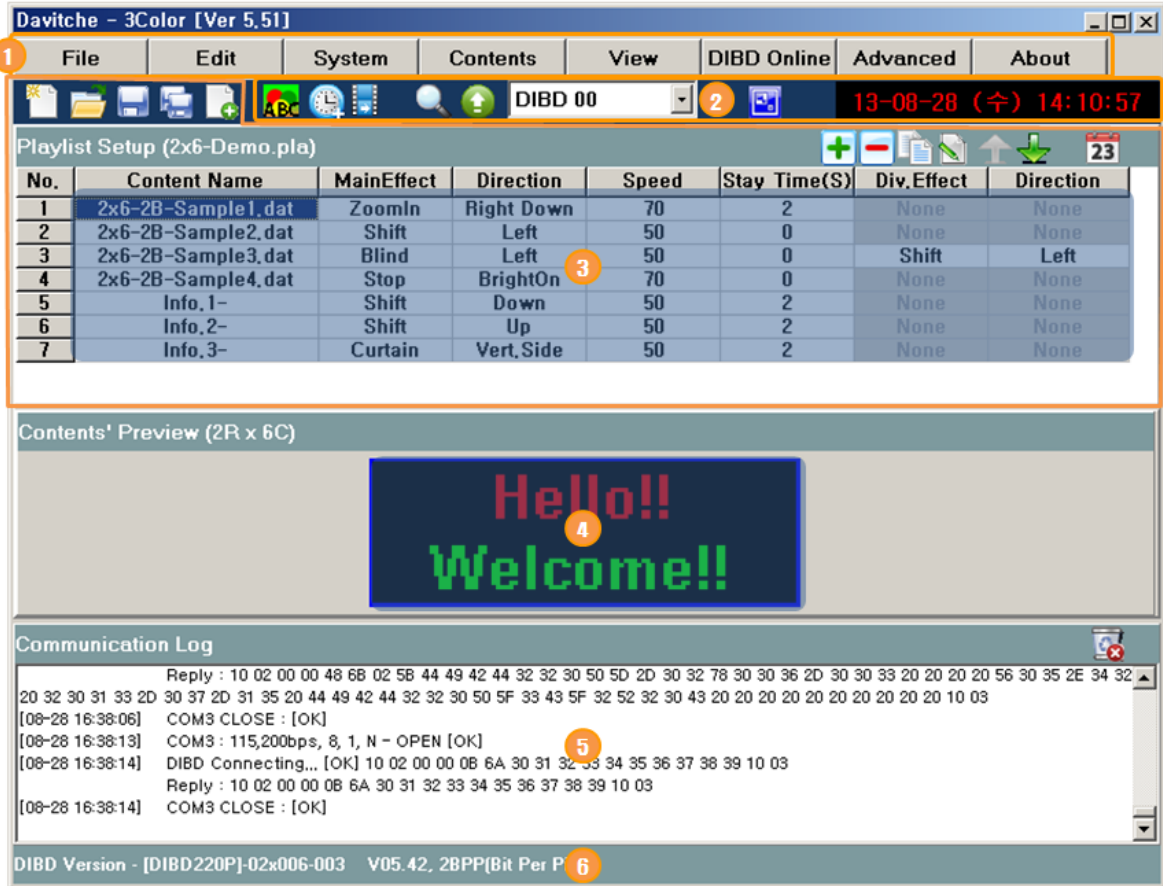 Davitche - 3Color [Ver 5.51]
1 File Edit System Contents View DIBD Online Advanced About
ABC DIBD 00 2 13-08-28 (수) 14:10:57
Playlist Setup (2x6-Demo.pla) 23
No. Content Name MainEffect Direction Speed Stay Time(S) Div.Effect Direction
1 2x6-2B-Sample1.dat ZoomIn Right Down 70 2 None None
2 2x6-2B-Sample2.dat Shift Left 50 0 None None
3 2x6-2B-Sample3.dat Blind Left 50 0 Shift Left
3
4 2x6-2B-Sample4.dat Stop BrightOn 70 0 None None
5 Info.1- Shift Down 50 2 None None
6 Info.2- Shift Up 50 2 None None
7 Info.3- Curtain Vert.Side 50 2 None None
Contents' Preview (2R x 6C)
Hello!!
4
Welcome!!
Communication Log
Reply : 10 02 00 00 48 6B 02 5B 44 49 42 44 32 32 30 50 5D 2D 30 32 78 30 30 36 2D 30 30 33 20 20 20 20 56 30 35 2E 34 32
20 32 30 31 33 2D 30 37 2D 31 35 20 44 49 42 44 32 32 30 50 5F 33 43 5F 32 52 32 30 43 20 20 20 20 20 20 20 20 20 20 10 03
[08-28 16:38:06] COM3 CLOSE : [OK]
[08-28 16:38:13] COM3 : 115,200bps, 8, 1, N - OPEN [OK]
5
[08-28 16:38:14] DIBD Connecting... [OK] 10 02 00 00 0B 6A 30 31 32 33 34 35 36 37 38 39 10 03
Reply : 10 02 00 00 0B 6A 30 31 32 33 34 35 36 37 38 39 10 03
[08-28 16:38:14] COM3 CLOSE : [OK]
DIBD Version - [DIBD220P]-02x006-003 V05.42, 2BPP(Bit Per P 6